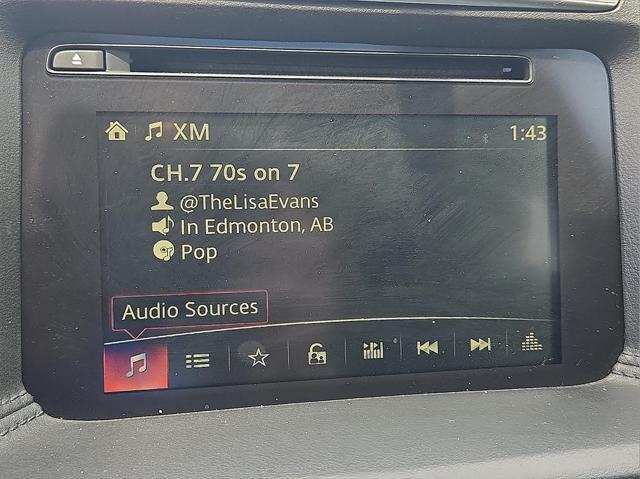 XM 1:43
CH.7 70s on 7
@TheLisaEvans
In Edmonton, AB
Pop
Audio Sources